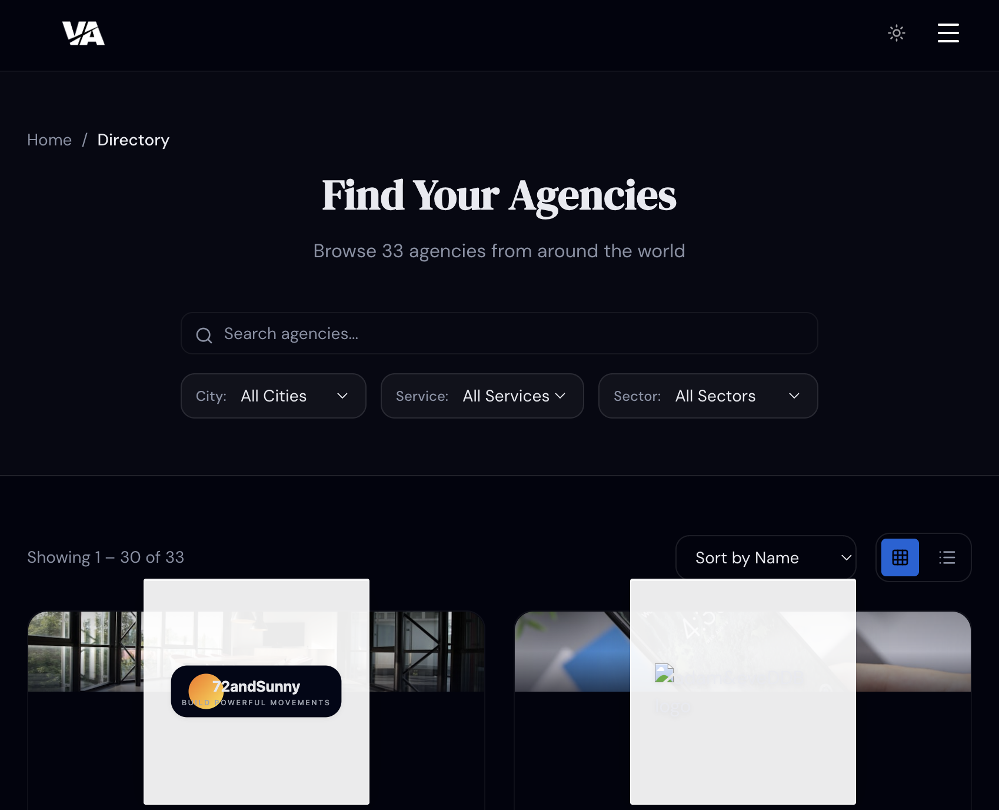 VA
Home / Directory
Find Your Agencies
Browse 33 agencies from around the world
Search agencies...
City: All Cities
Service: All Services
Sector: All Sectors
Showing 1 – 30 of 33
Sort by Name
72andSunny
BUILD POWERFUL MOVEMENTS
logo